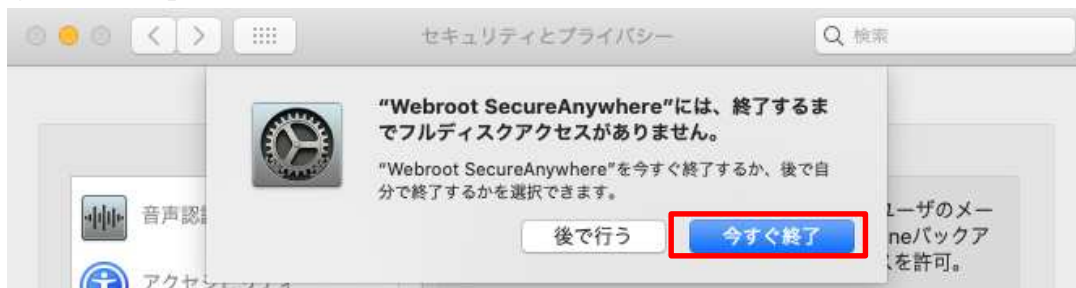 セキュリティとプライバシー
検索
“Webroot SecureAnywhere”には、終了するま
でフルディスクアクセスがありません。
“Webroot SecureAnywhere”を今すぐ終了するか、後で自
分で終了するかを選択できます。
後で行う
今すぐ終了
音声認
ーザのメー
neバックア
を許可。